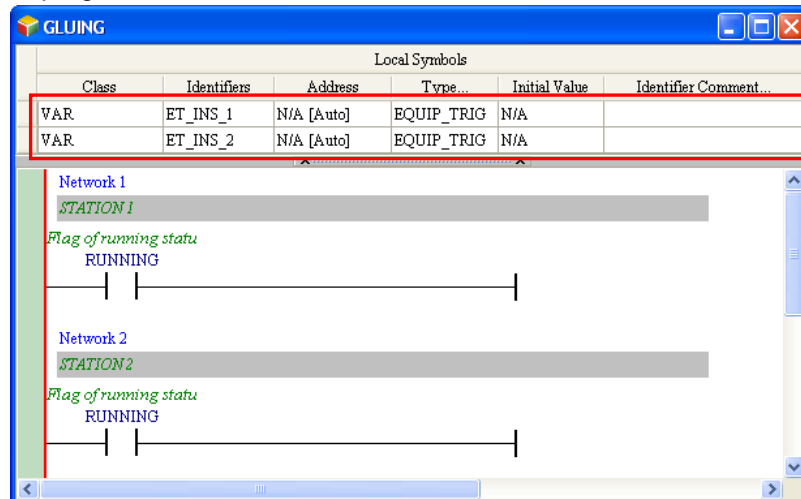 GLUING
Local Symbols
Class Identifiers Address Type... Initial Value Identifier Comment...
VAR ET_INS_1 N/A [Auto] EQUIP_TRIG N/A
VAR ET_INS_2 N/A [Auto] EQUIP_TRIG N/A
Network 1
STATION 1
Flag of running statu
RUNNING
Network 2
STATION 2
Flag of running statu
RUNNING